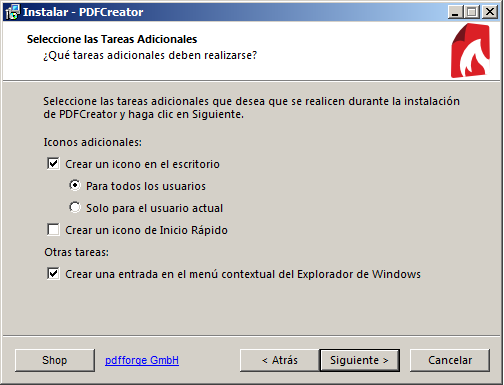 Instalar - PDFCreator
Seleccione las Tareas Adicionales
¿Qué tareas adicionales deben realizarse?
Seleccione las tareas adicionales que desea que se realicen durante la instalación
de PDFCreator y haga clic en Siguiente.
Iconos adicionales:
Crear un icono en el escritorio
Para todos los usuarios
Solo para el usuario actual
Crear un icono de Inicio Rápido
Otras tareas:
Crear una entrada en el menú contextual del Explorador de Windows
Shop pdfforge GmbH < Atrás Siguiente > Cancelar